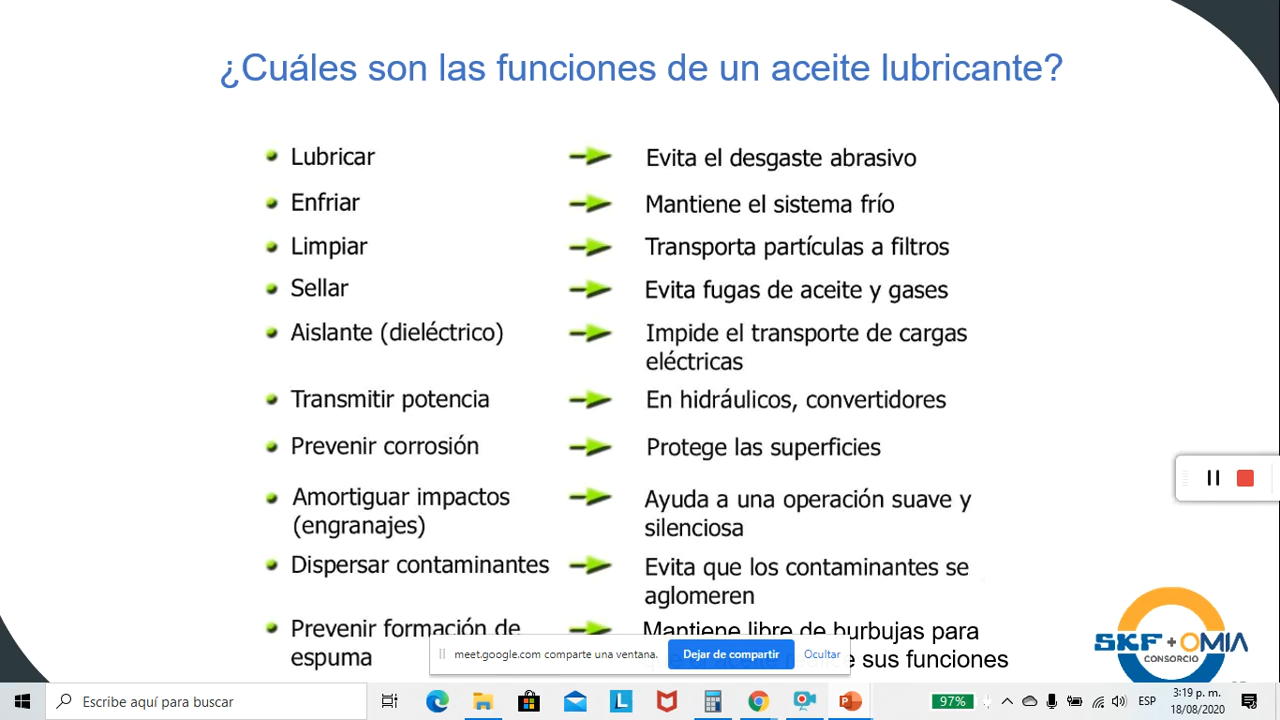 ¿Cuáles son las funciones de un aceite lubricante?
Lubricar
Evita el desgaste abrasivo
Enfriar
Mantiene el sistema frío
Limpiar
Transporta partículas a filtros
Sellar
Evita fugas de aceite y gases
Aislante (dieléctrico)
Impide el transporte de cargas
eléctricas
Transmitir potencia
En hidráulicos, convertidores
Prevenir corrosión
Protege las superficies
Amortiguar impactos
(engranajes)
Ayuda a una operación suave y
silenciosa
Dispersar contaminantes
Evita que los contaminantes se
aglomeren
Prevenir formación de
espuma
Mantiene libre de burbujas para
sus funciones
SKF + OMIA
CONSORCIO
meet.google.com comparte una ventana.
Dejar de compartir
Ocultar
Escribe aquí para buscar
97%
ESP
3:19 p. m.
18/08/2020